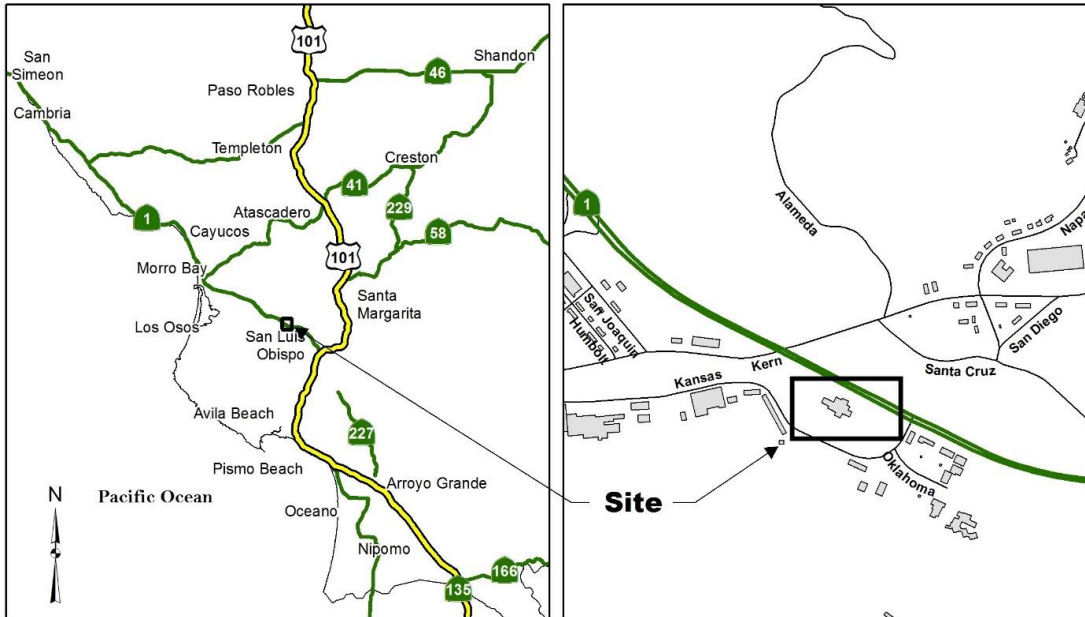 101
San
Simeon
Shandon
46
Paso Robles
Cambria
Templeton
Creston
41
229
Atascadero
1
Cayucos
58
101
Morro Bay
Santa
Margarita
Los Osos
San Luis
Obispo
Avila Beach
227
Pismo Beach
Arroyo Grande
N
Pacific Ocean
Oceano
Nipomo
166
135
1
Alameda
Napa
San Joaquin
Humbolt
San Diego
Kern
Santa Cruz
Kansas
Oklahoma
Site